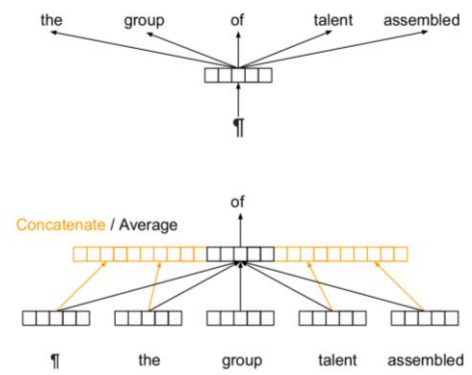 the group of talent assembled
¶
of
Concatenate / Average
¶ the group talent assembled